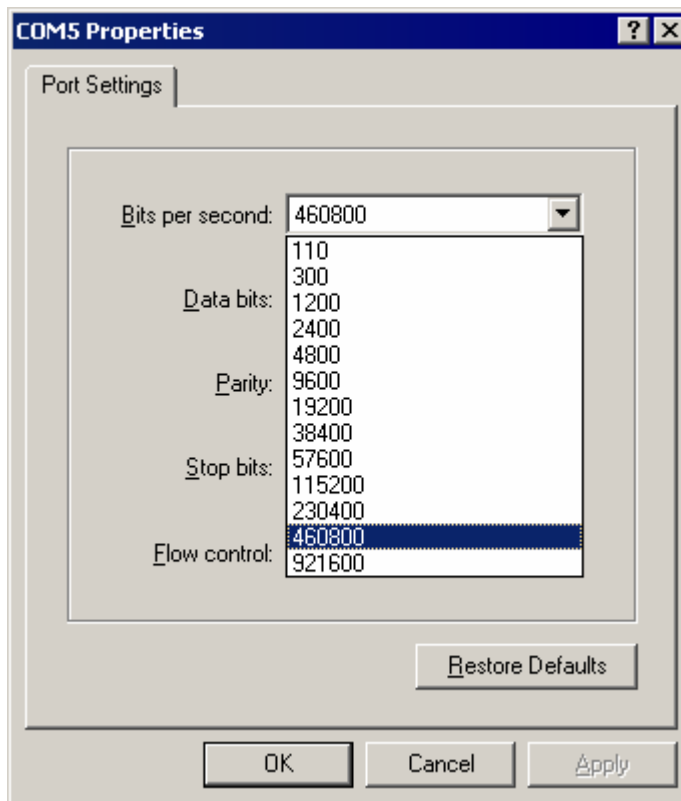 COM5 Properties
Port Settings
Bits per second: 460800
110
300
Data bits: 1200
2400
4800
Parity: 9600
19200
38400
Stop bits: 57600
115200
230400
460800
Flow control: 921600
Restore Defaults
OK Cancel Apply